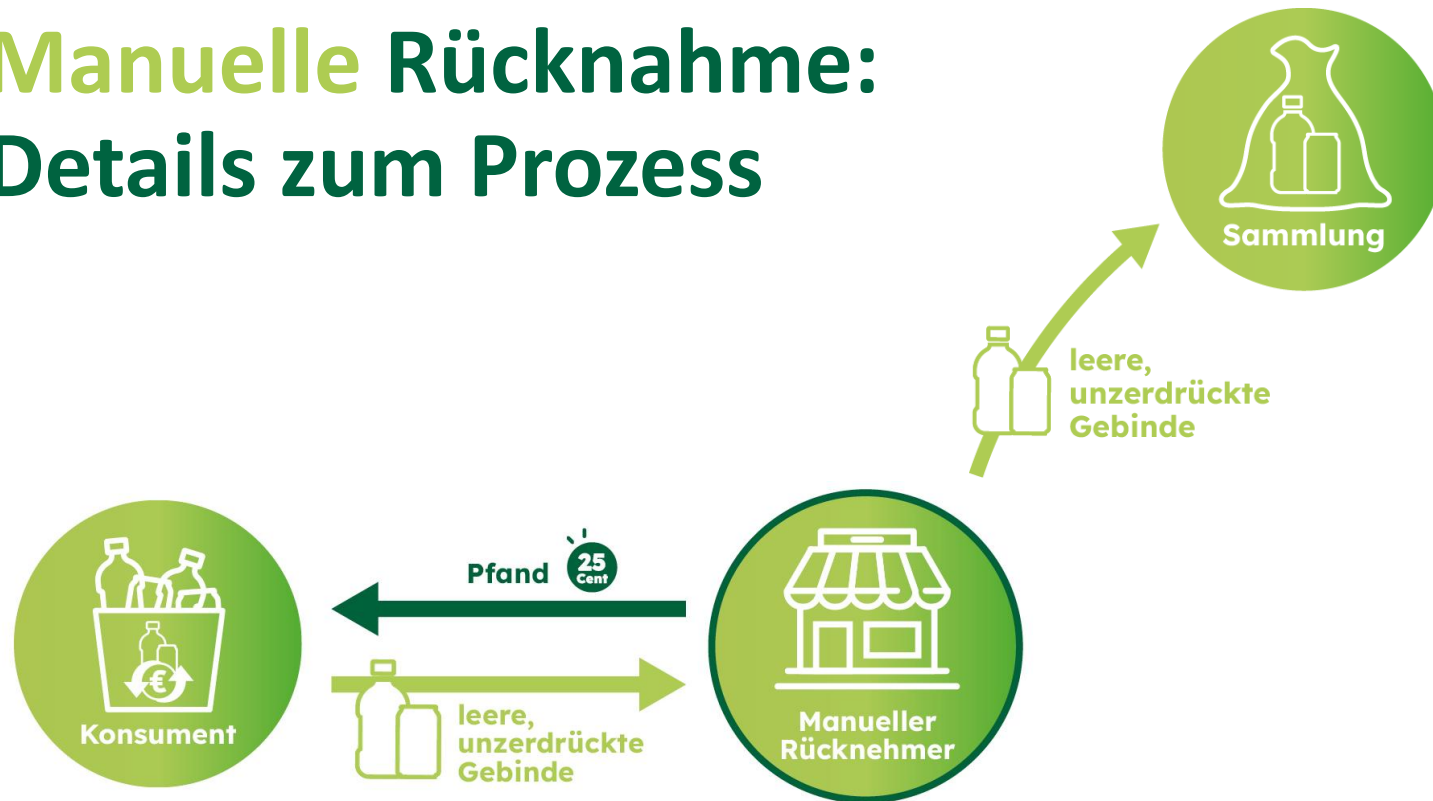 Manuelle Rücknahme:
Details zum Prozess
Sammlung
leere,
unzerdrückte
Gebinde
Pfand 25
Cent
€
Konsument
leere,
unzerdrückte
Gebinde
Manueller
Rücknehmer